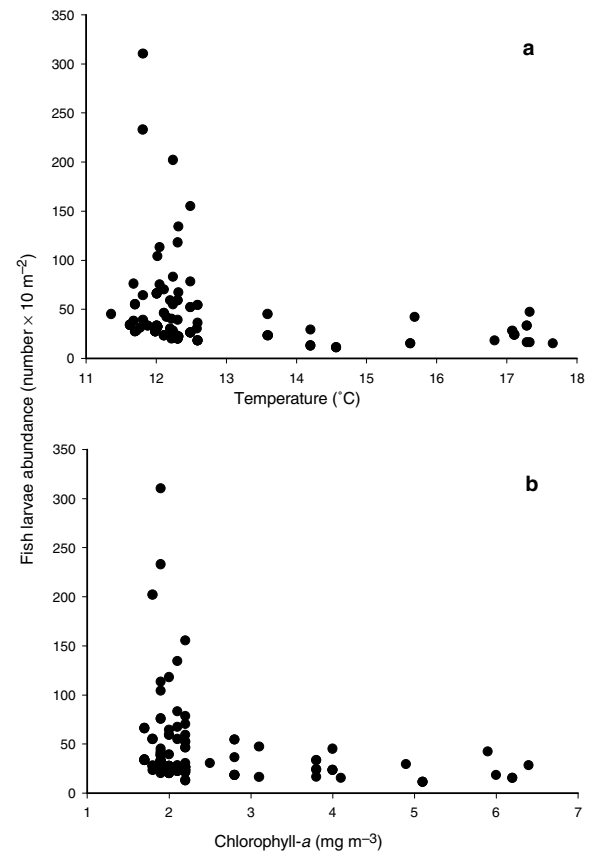 350
300
250
200
150
100
50
0
a
11 12 13 14 15 16 17 18
Temperature (˚C)
Fish larvae abundance (number × 10 m–2)
350
300
250
200
150
100
50
0
b
1 2 3 4 5 6 7
Chlorophyll-a (mg m–3)